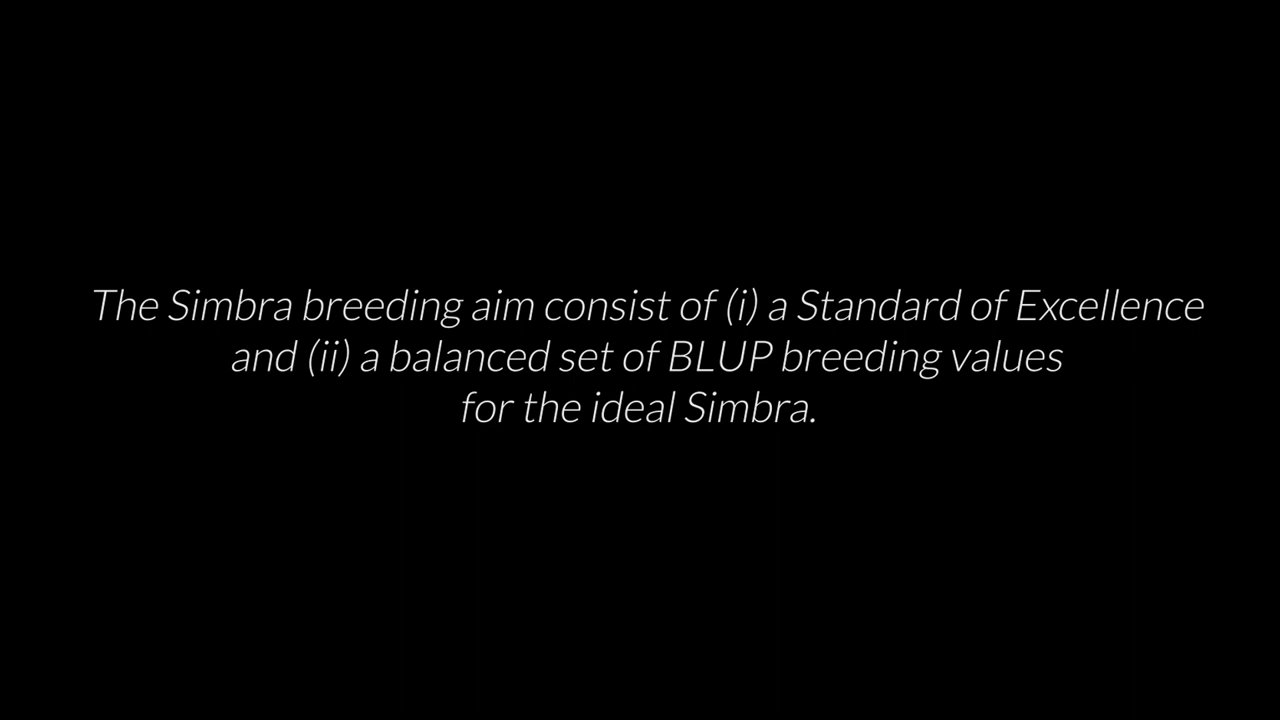 The Simbra breeding aim consist of (i) a Standard of Excellence
and (ii) a balanced set of BLUP breeding values
for the ideal Simbra.